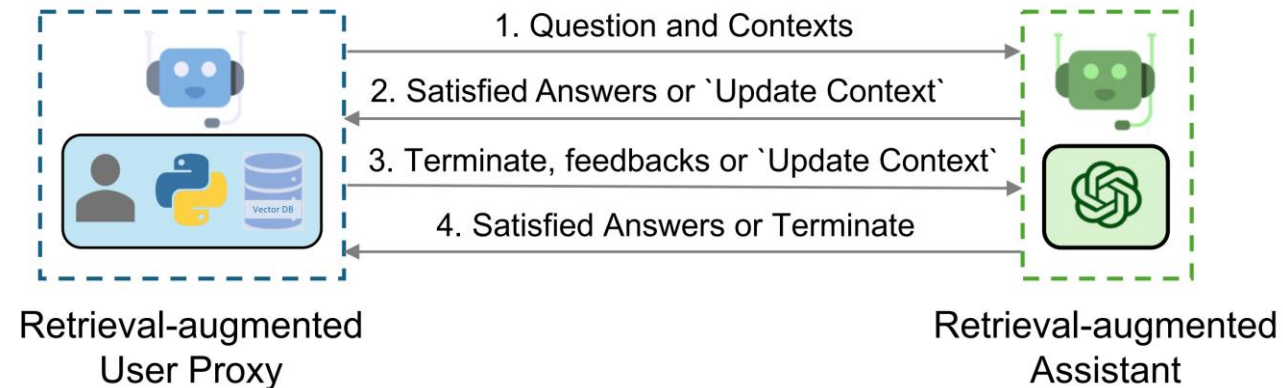 1. Question and Contexts
2. Satisfied Answers or `Update Context`
3. Terminate, feedbacks or `Update Context`
4. Satisfied Answers or Terminate
Vector DB
Retrieval-augmented
User Proxy
Retrieval-augmented
Assistant